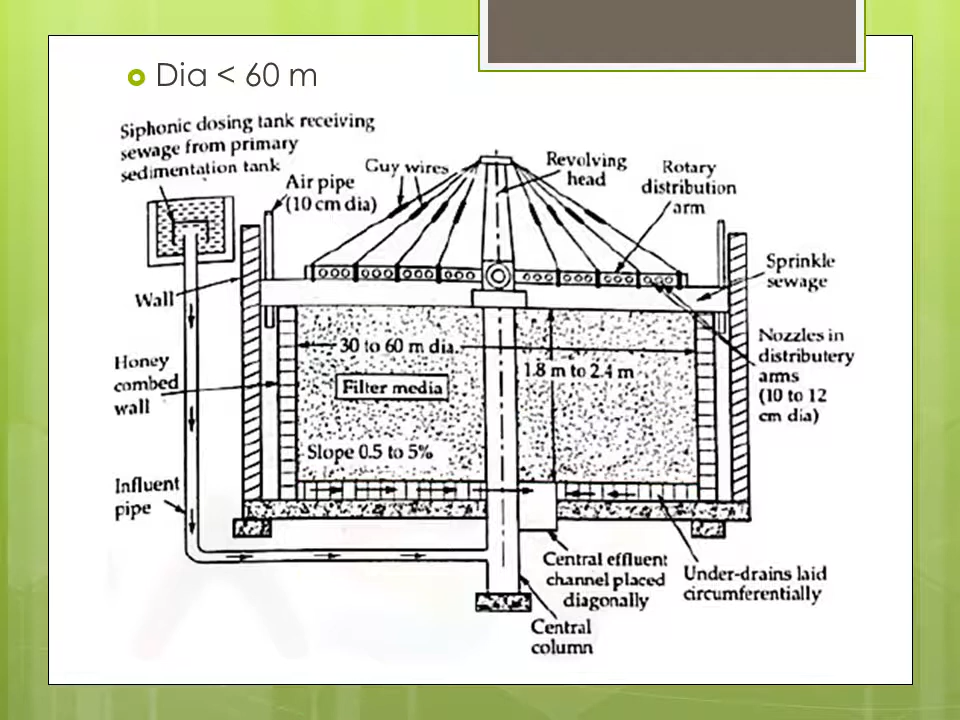 Dia < 60 m
Siphonic dosing tank receiving
sewage from primary
sedimentation tank
Air pipe
(10 cm dia)
Guy wires
Revolving
head
Rotary
distribution
arm
Sprinkle
sewage
Wall
30 to 60 m dia.
1.8 m to 2.4 m
Nozzles in
distributery
arms
(10 to 12
cm dia)
Honey
combed
wall
Filter media
Slope 0.5 to 5%
Influent
pipe
Central effluent
channel placed
diagonally
Under-drains laid
circumferentially
Central
column